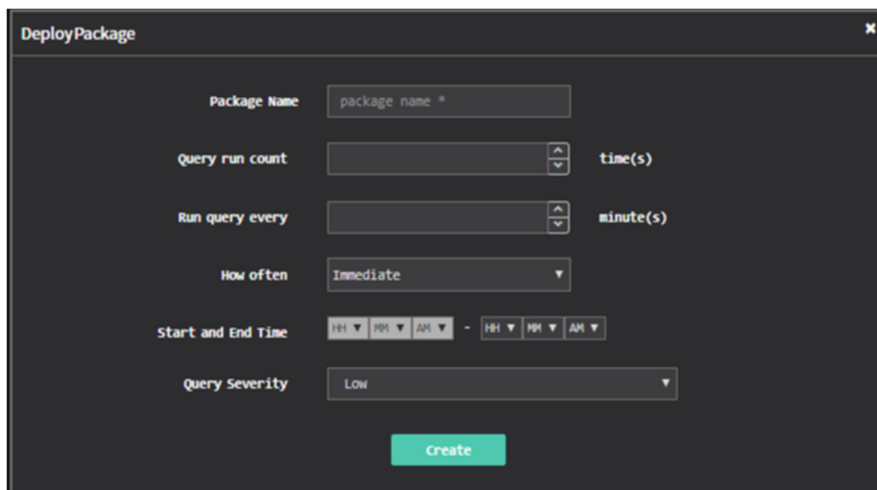 DeployPackage
Package Name package name *
Query run count time(s)
Run query every minute(s)
How often Immediate
Start and End Time HH MM AM - HH MM AM
Query Severity Low
Create